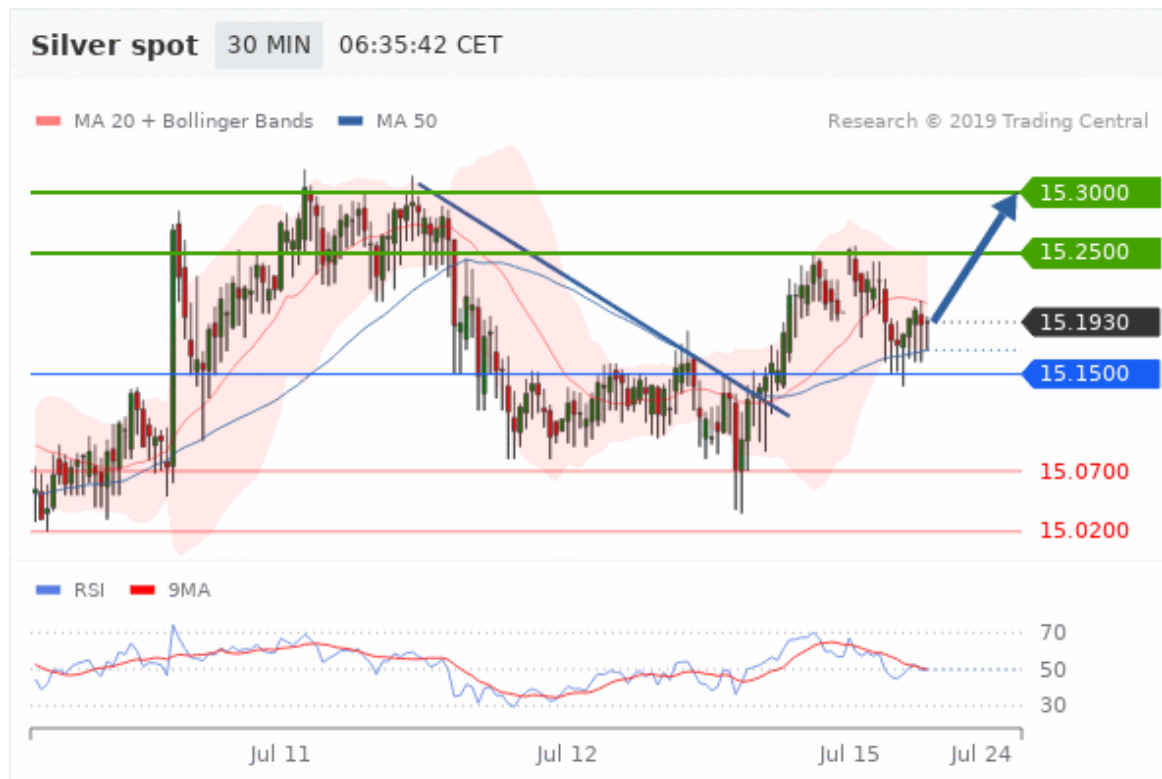 Silver spot 30 MIN 06:35:42 CET
MA 20 + Bollinger Bands MA 50 Research © 2019 Trading Central
15.3000
15.2500
15.1930
15.1500
15.0700
15.0200
RSI 9MA
70
50
30
Jul 11 Jul 12 Jul 15 Jul 24